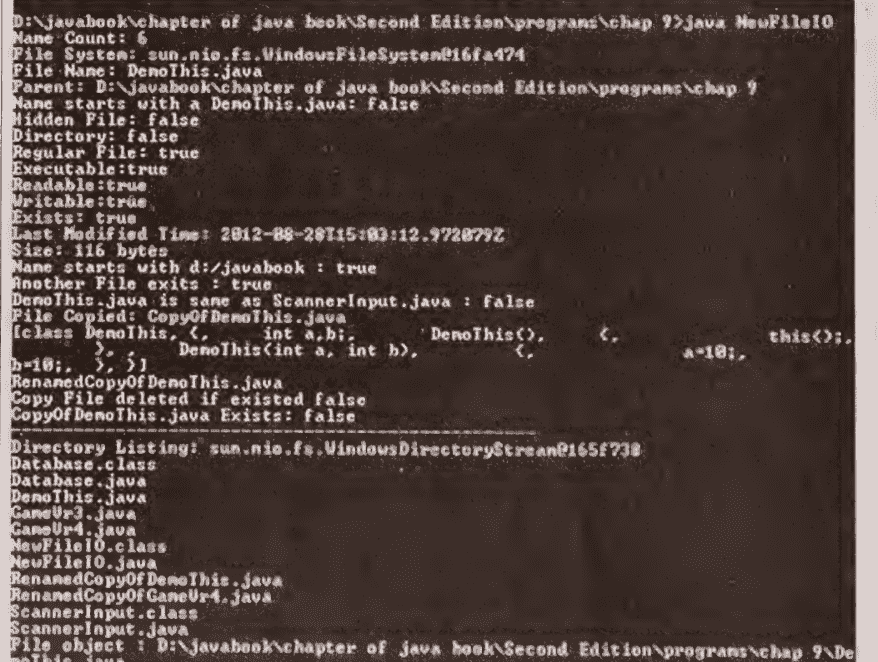 D:\javabook\chapter of java book\Second Edition\programs\chap 9>java NewFileIO
Name Count: 6
File System: sun.nio.fs.WindowsFileSystem@16fa474
File Name: DemoThis.java
Parent: D:\javabook\chapter of java book\Second Edition\programs\chap 9
Name starts with a DemoThis.java: false
Hidden File: false
Directory: false
Regular File: true
Executable:true
Readable:true
Writable:true
Exists: true
Last Modified Time: 2012-08-28T15:03:12.972079Z
Size: 116 bytes
Name starts with d:/javabook : true
Another File exits : true
DemoThis.java is same as ScannerInput.java : false
File Copied: CopyOfDemoThis.java
[class DemoThis, {, int a,b;, DemoThis(), {, this();,
}, , DemoThis(int a, int b), {, a=10;,
b=10;, }, }]
RenamedCopyOfDemoThis.java
Copy File deleted if existed false
CopyOfDemoThis.java Exists: false
--------------------------------------------------
Directory Listing: sun.nio.fs.WindowsDirectoryStream@165f738
Database.class
Database.java
DemoThis.java
GameVr3.java
GameVr4.java
NewFileIO.class
NewFileIO.java
RenamedCopyOfDemoThis.java
RenamedCopyOfGameVr4.java
ScannerInput.class
ScannerInput.java
File object : D:\javabook\chapter of java book\Second Edition\programs\chap 9\De
moThis.java